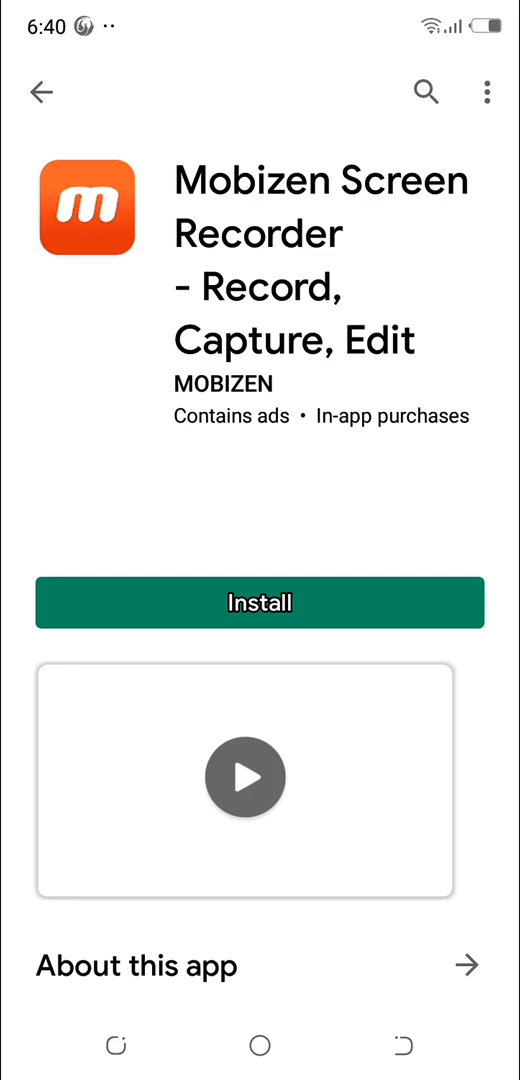 6:40
Mobizen Screen
Recorder
- Record,
Capture, Edit
MOBIZEN
Contains ads • In-app purchases
Install
About this app